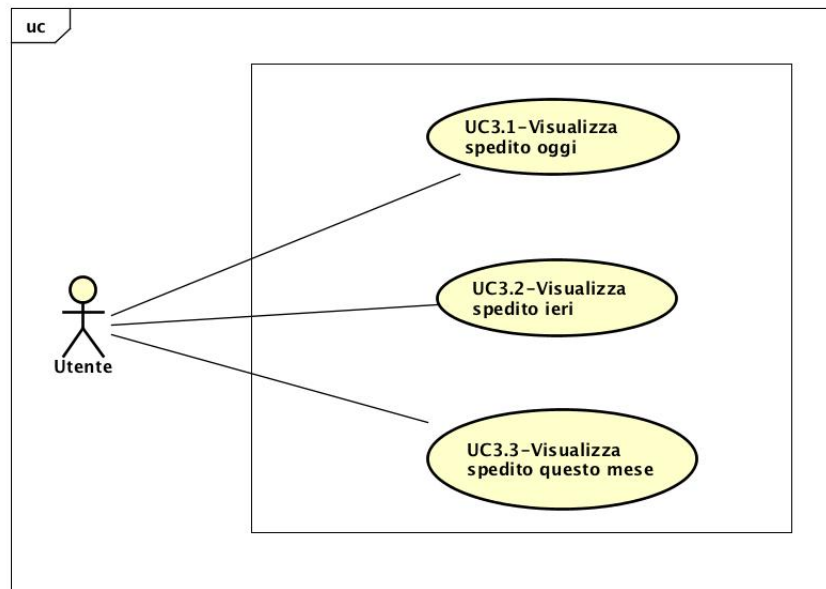 uc
UC3.1-Visualizza
spedito oggi
UC3.2-Visualizza
spedito ieri
Utente
UC3.3-Visualizza
spedito questo mese